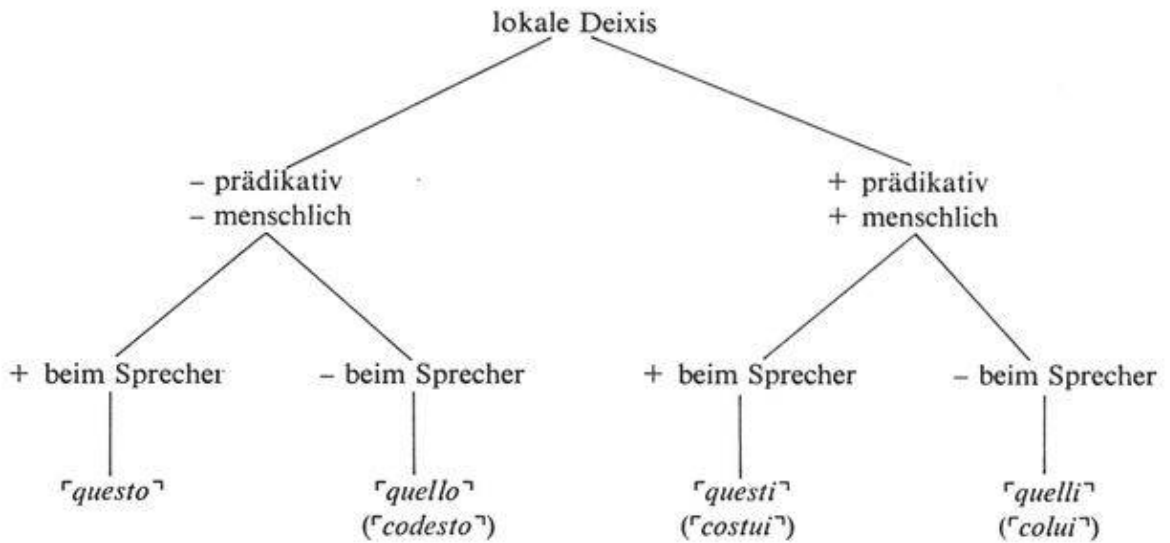 lokale Deixis
– prädikativ
– menschlich
+ prädikativ
+ menschlich
+ beim Sprecher
– beim Sprecher
+ beim Sprecher
– beim Sprecher
⌜questo⌝
⌜quello⌝
(⌜codesto⌝)
⌜questi⌝
(⌜costui⌝)
⌜quelli⌝
(⌜colui⌝)